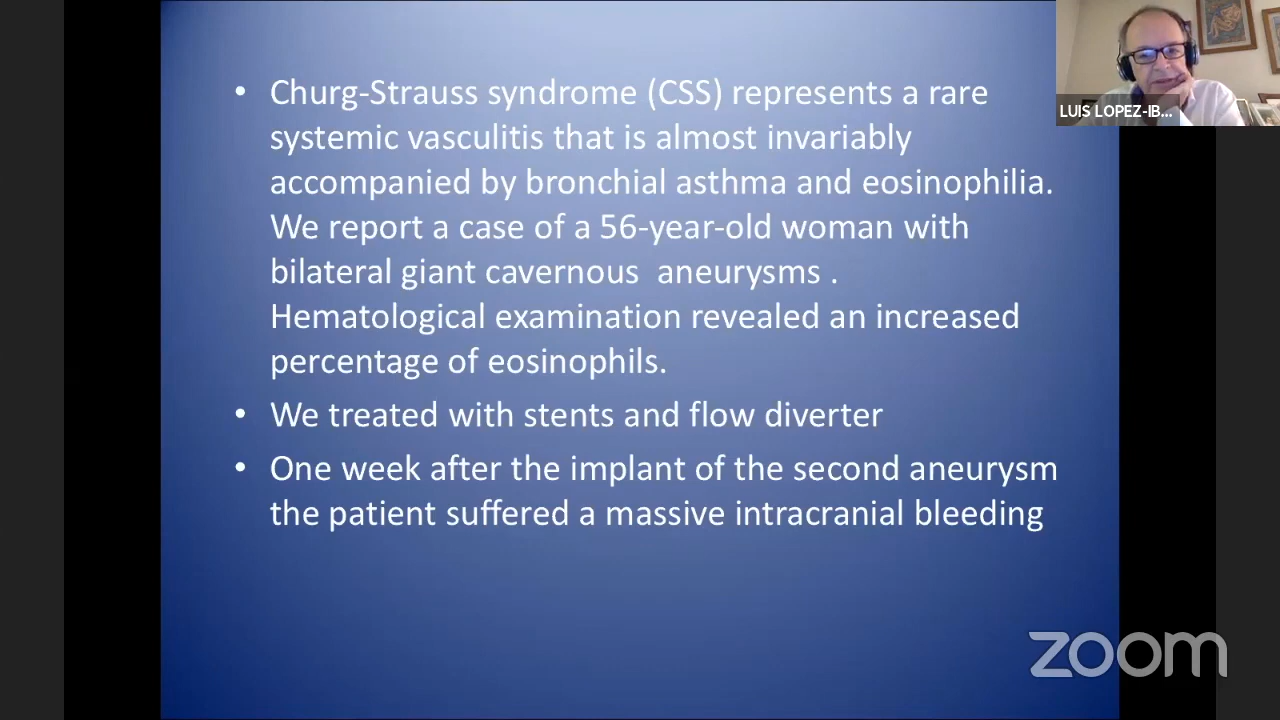 • Churg-Strauss syndrome (CSS) represents a rare
systemic vasculitis that is almost invariably
accompanied by bronchial asthma and eosinophilia.
We report a case of a 56-year-old woman with
bilateral giant cavernous  aneurysms .
Hematological examination revealed an increased
percentage of eosinophils.
• We treated with stents and flow diverter
• One week after the implant of the second aneurysm
the patient suffered a massive intracranial bleeding
LUIS LOPEZ-IB...
zoom